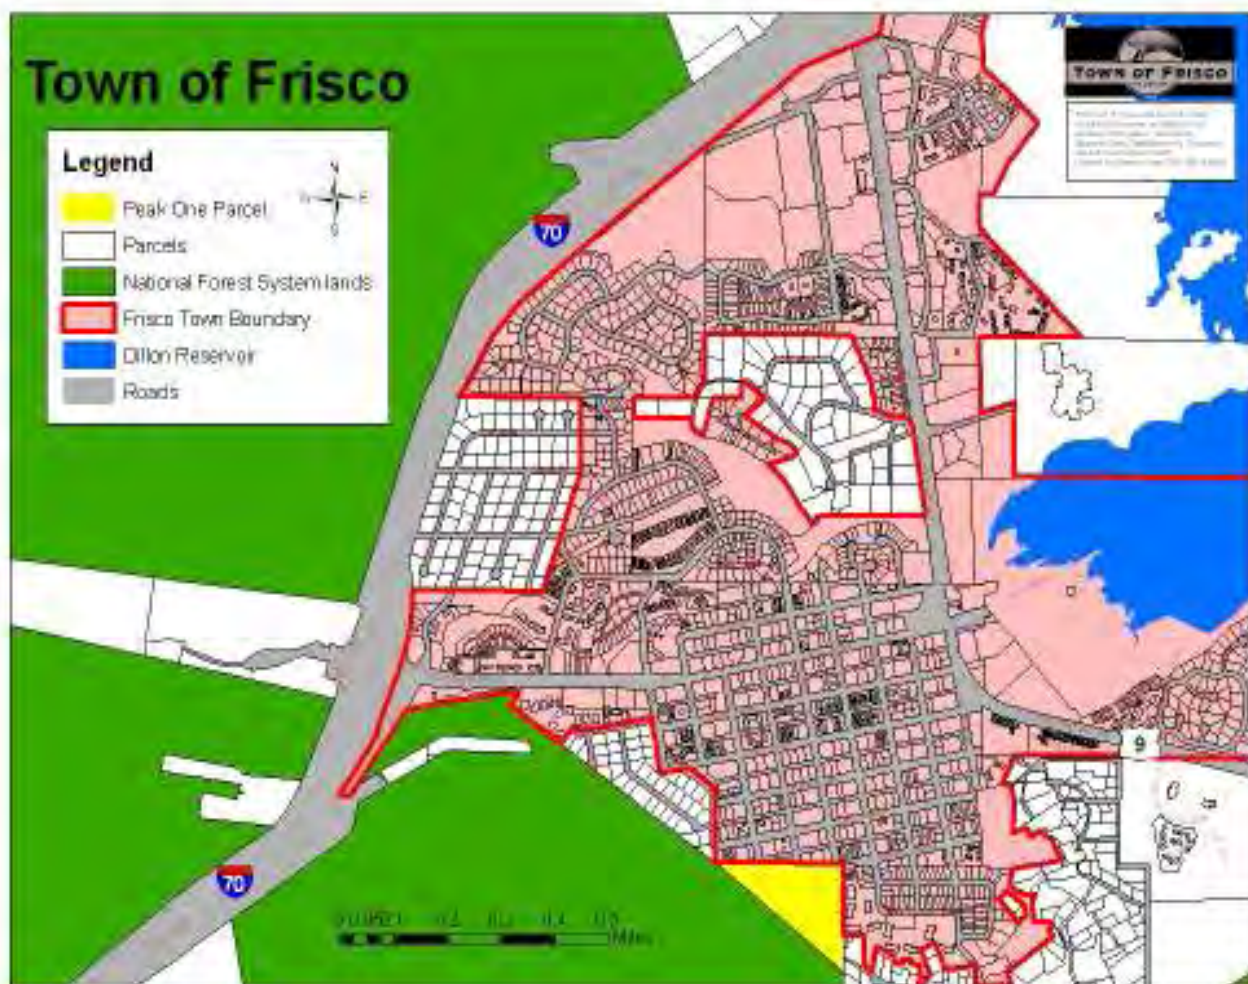 Town of Frisco
TOWN OF FRISCO
Legend
N
E
S
Peak One Parcel
Parcels
National Forest System lands
Frisco Town Boundary
Dillon Reservoir
Roads
70
9
70
Miles